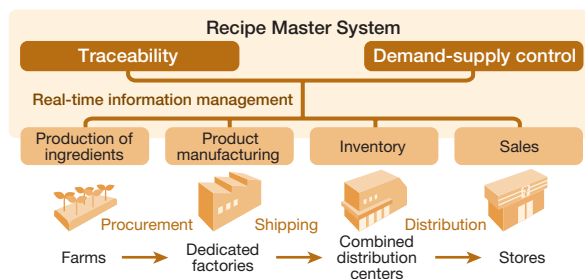 Recipe Master System
Traceability
Demand-supply control
Real-time information management
Production of
ingredients
Product
manufacturing
Inventory
Sales
Procurement
Shipping
Distribution
Farms
Dedicated
factories
Combined
distribution
centers
Stores